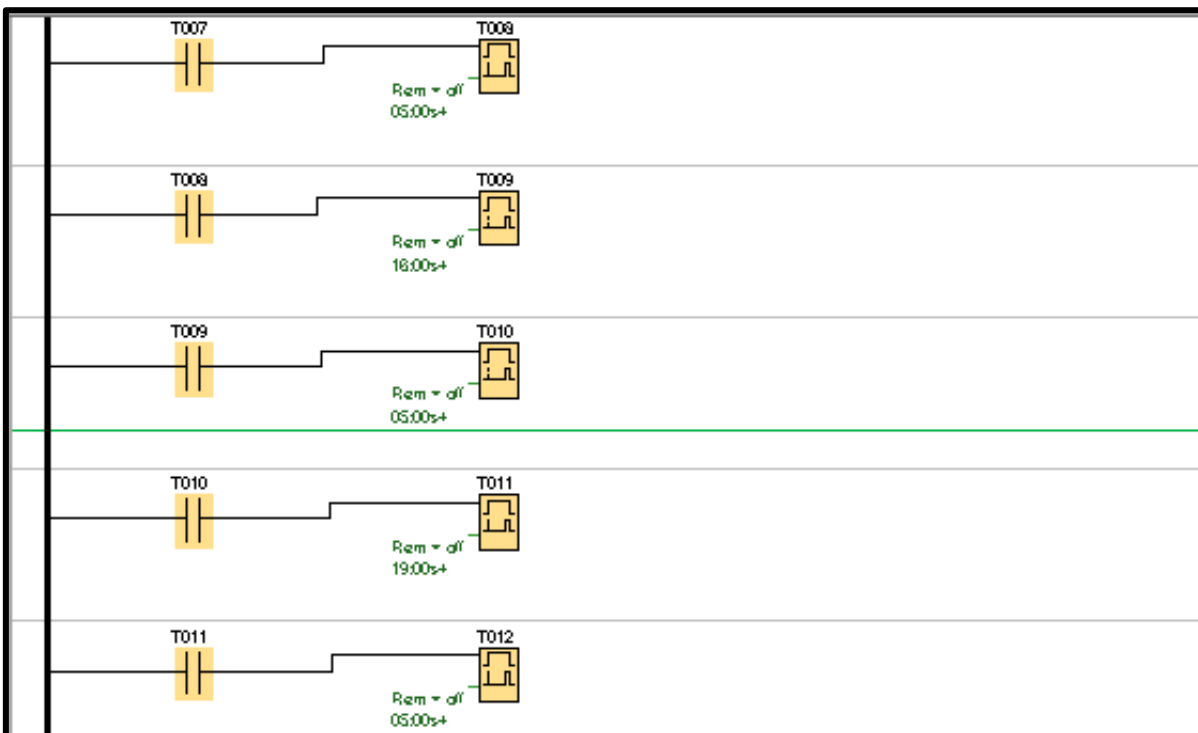 T007 T008
Rem = off
05:00s+
T008 T009
Rem = off
16:00s+
T009 T010
Rem = off
05:00s+
T010 T011
Rem = off
19:00s+
T011 T012
Rem = off
05:00s+